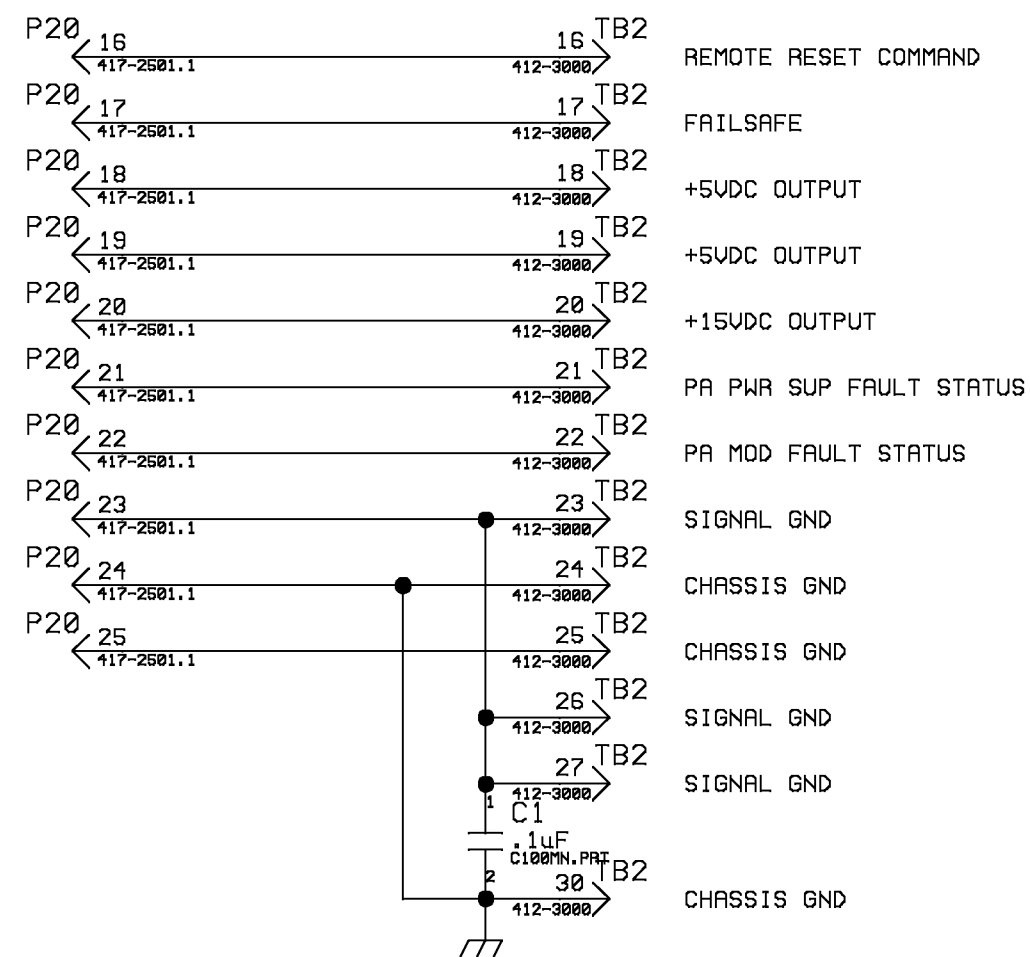 P20 16 16 TB2 REMOTE RESET COMMAND
417-2501.1 412-3000
P20 17 17 TB2 FAILSAFE
417-2501.1 412-3000
P20 18 18 TB2 +5VDC OUTPUT
417-2501.1 412-3000
P20 19 19 TB2 +5VDC OUTPUT
417-2501.1 412-3000
P20 20 20 TB2 +15VDC OUTPUT
417-2501.1 412-3000
P20 21 21 TB2 PA PWR SUP FAULT STATUS
417-2501.1 412-3000
P20 22 22 TB2 PA MOD FAULT STATUS
417-2501.1 412-3000
P20 23 23 TB2 SIGNAL GND
417-2501.1 412-3000
P20 24 24 TB2 CHASSIS GND
417-2501.1 412-3000
P20 25 25 TB2 CHASSIS GND
417-2501.1 412-3000
26 TB2 SIGNAL GND
412-3000
27 TB2 SIGNAL GND
412-3000
1 C1
.1uF
C100MN.PRT
2 30 TB2 CHASSIS GND
412-3000